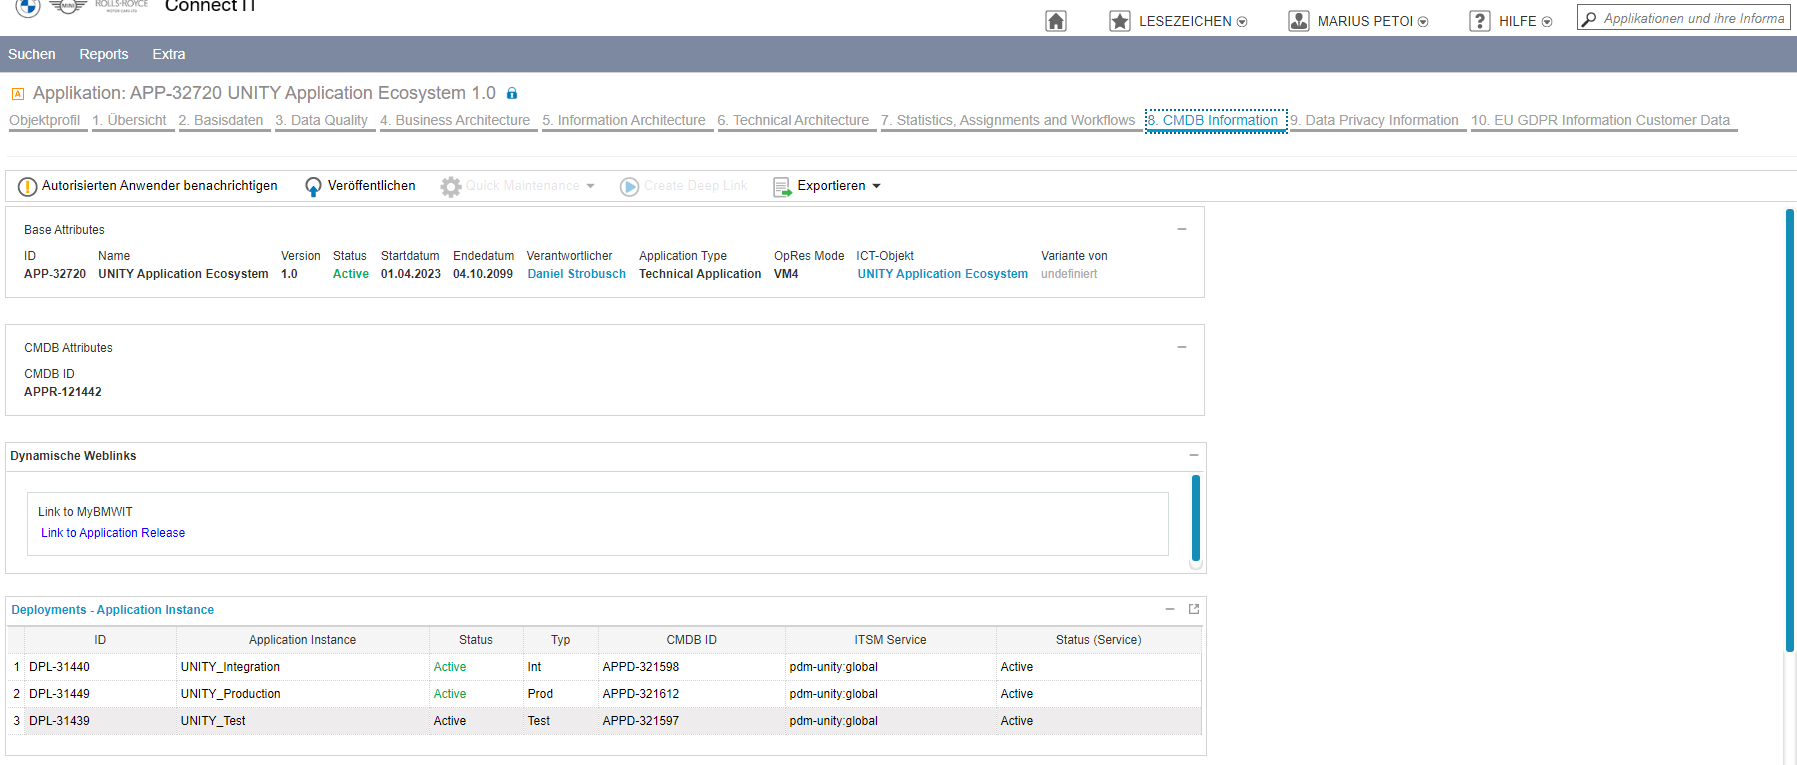 MINI ROLLS-ROYCE
MOTOR CARS LTD
Connect IT
LESEZEICHEN MARIUS PETOI HILFE Applikationen und ihre Informa
Suchen Reports Extra
Applikation: APP-32720 UNITY Application Ecosystem 1.0
Objektprofil 1. Übersicht 2. Basisdaten 3. Data Quality 4. Business Architecture 5. Information Architecture 6. Technical Architecture 7. Statistics, Assignments and Workflows 8. CMDB Information 9. Data Privacy Information 10. EU GDPR Information Customer Data
Autorisierten Anwender benachrichtigen Veröffentlichen Quick Maintenance Create Deep Link Exportieren
Base Attributes
ID Name Version Status Startdatum Endedatum Verantwortlicher Application Type OpRes Mode ICT-Objekt Variante von
APP-32720 UNITY Application Ecosystem 1.0 Active 01.04.2023 04.10.2099 Daniel Strobusch Technical Application VM4 UNITY Application Ecosystem undefiniert
CMDB Attributes
CMDB ID
APPR-121442
Dynamische Weblinks
Link to MyBMWIT
Link to Application Release
Deployments - Application Instance
ID Application Instance Status Typ CMDB ID ITSM Service Status (Service)
1 DPL-31440 UNITY_Integration Active Int APPD-321598 pdm-unity:global Active
2 DPL-31449 UNITY_Production Active Prod APPD-321612 pdm-unity:global Active
3 DPL-31439 UNITY_Test Active Test APPD-321597 pdm-unity:global Active